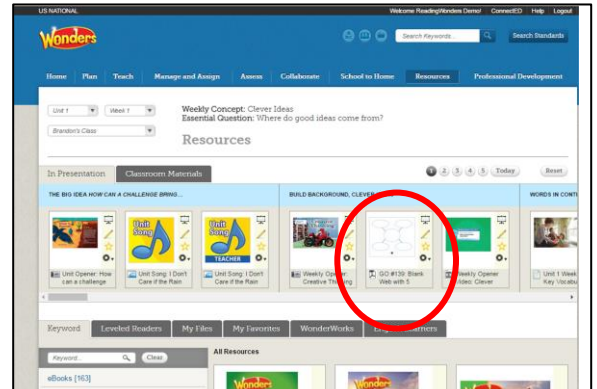 US NATIONAL
Welcome ReadingWonders Demo! ConnectED Help Logout
Wonders
Search Keywords...
Search Standards
Home Plan Teach Manage and Assign Assess Collaborate School to Home Resources Professional Development
Unit 1 Week 1
Weekly Concept: Clever Ideas
Essential Question: Where do good ideas come from?
Brandon's Class
Resources
In Presentation Classroom Materials
1 2 3 4 5 Today Reset
THE BIG IDEA HOW CAN A CHALLENGE BRING...
BUILD BACKGROUND, CLEVER
WORDS IN CONT
Unit Song
Unit Song
TEACHER
Unit Opener: How can a challenge
Unit Song: I Don't Care if the Rain
Unit Song: I Don't Care if the Rain
Weekly Creative
GO #139: Blank Web with 5
Weekly Opener Video: Clever
Unit 1 Week
Key Vocabu
Keyword Leveled Readers My Files My Favorites WonderWorks
Keyword...
Clear
All Resources
eBooks [163]
Wonders
Wonders